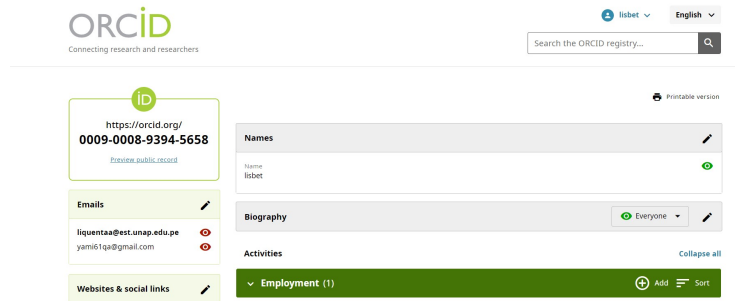 ORCID
Connecting research and researchers
lisbet
English
Search the ORCID registry...
Printable version
iD
https://orcid.org/
0009-0008-9394-5658
Preview public record
Names
Name
lisbet
Emails
liquentaa@est.unap.edu.pe
yami61qa@gmail.com
Biography
Everyone
Activities
Collapse all
Websites & social links
Employment (1)
Add
Sort